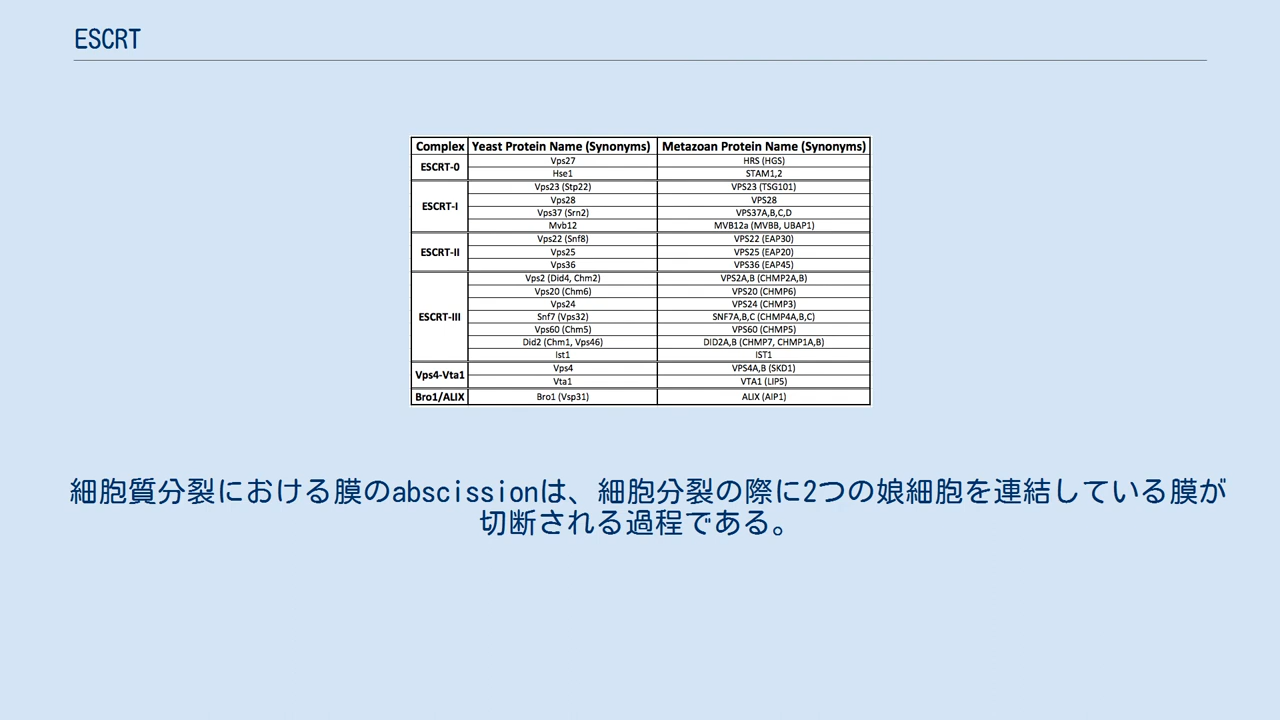 ESCRT
Complex Yeast Protein Name (Synonyms) Metazoan Protein Name (Synonyms)
ESCRT-0 Vps27 HRS (HGS)
Hse1 STAM1,2
ESCRT-I Vps23 (Stp22) VPS23 (TSG101)
Vps28 VPS28
Vps37 (Srn2) VPS37A,B,C,D
Mvb12 MVB12a (MVBB, UBAP1)
ESCRT-II Vps22 (Snf8) VPS22 (EAP30)
Vps25 VPS25 (EAP20)
Vps36 VPS36 (EAP45)
ESCRT-III Vps2 (Did4, Chm2) VPS2A,B (CHMP2A,B)
Vps20 (Chm6) VPS20 (CHMP6)
Vps24 VPS24 (CHMP3)
Snf7 (Vps32) SNF7A,B,C (CHMP4A,B,C)
Vps60 (Chm5) VPS60 (CHMP5)
Did2 (Chm1, Vps46) DID2A,B (CHMP7, CHMP1A,B)
Ist1 IST1
Vps4-Vta1 Vps4 VPS4A,B (SKD1)
Vta1 VTA1 (LIP5)
Bro1/ALIX Bro1 (Vsp31) ALIX (AIP1)
細胞質分裂における膜のabscissionは、細胞分裂の際に2つの娘細胞を連結している膜が
切断される過程である。